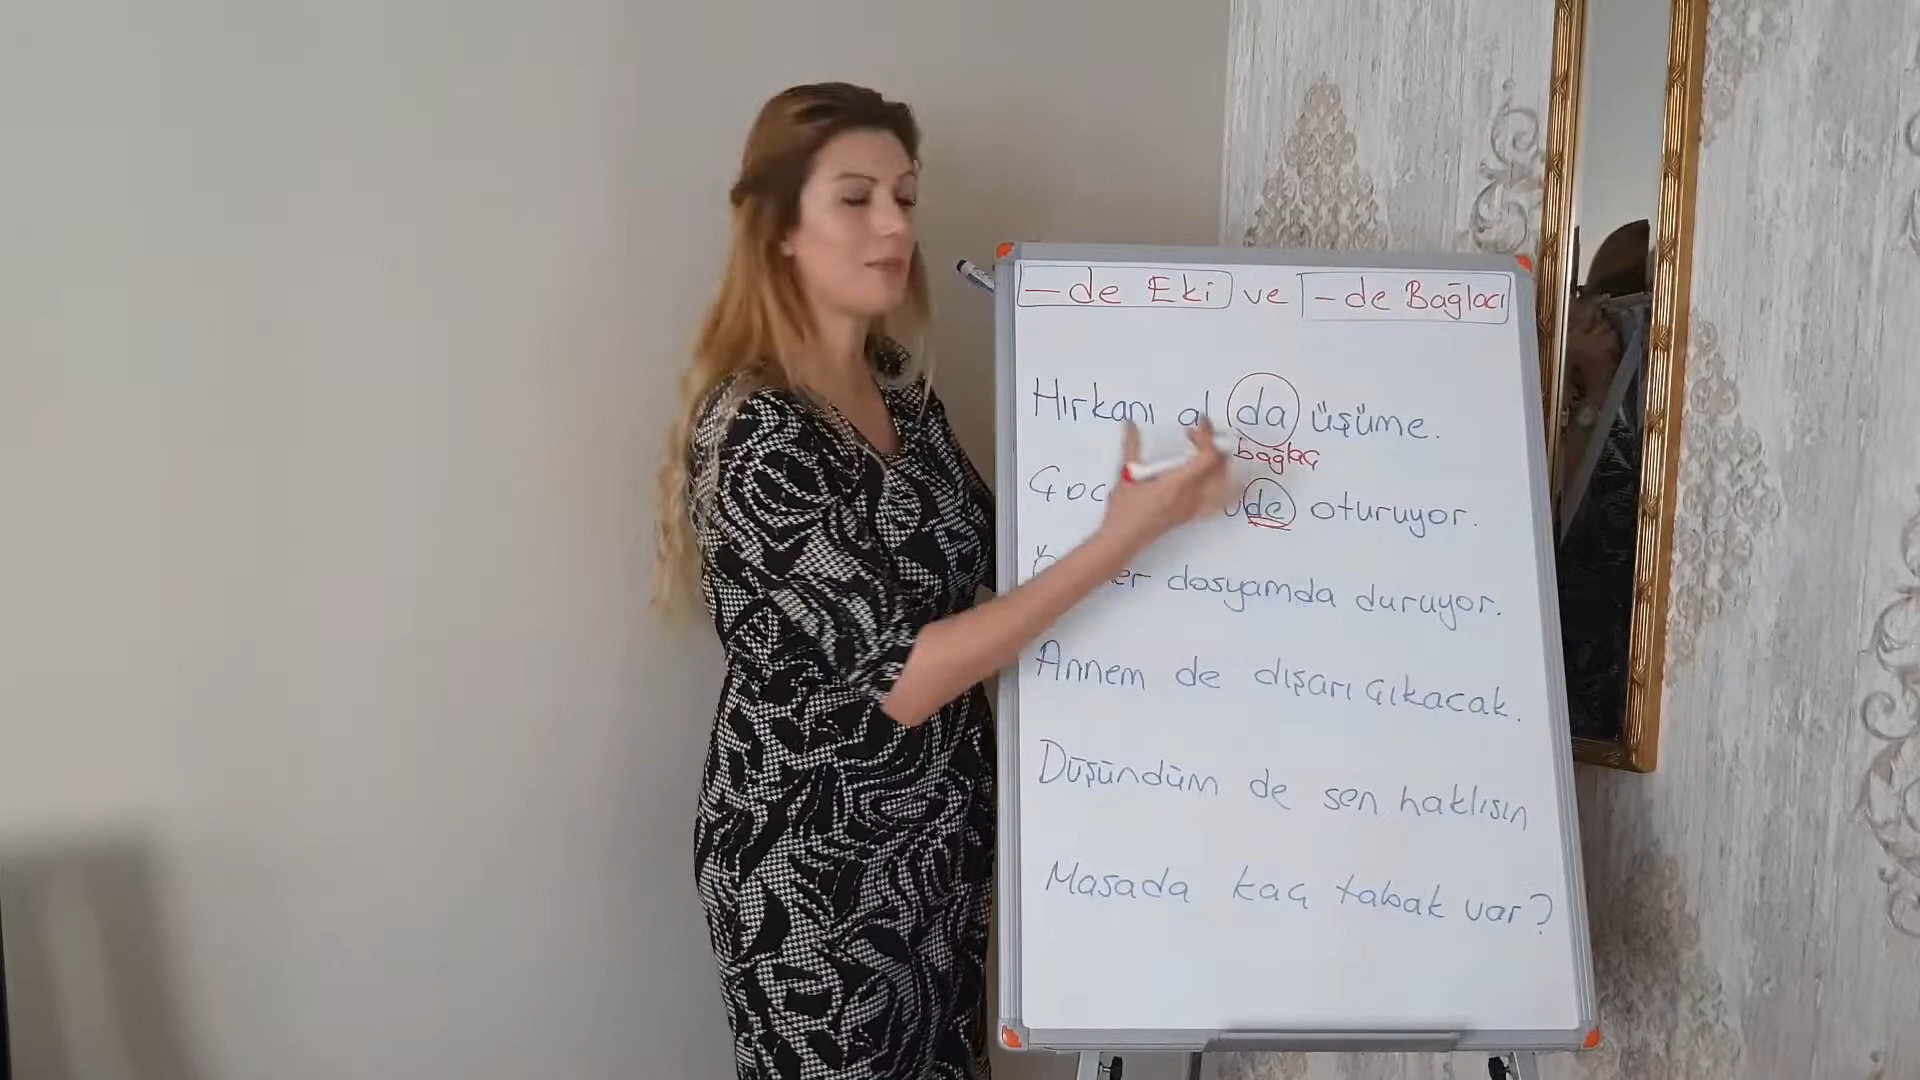 -de Eki ve -de Bağlacı
Hırkanı al da üşüme.
bağlaç
de oturuyor.
dosyamda duruyor.
Annem de dışarı çıkacak.
Düşündüm de sen haklısın
Masada kaç tabak var?